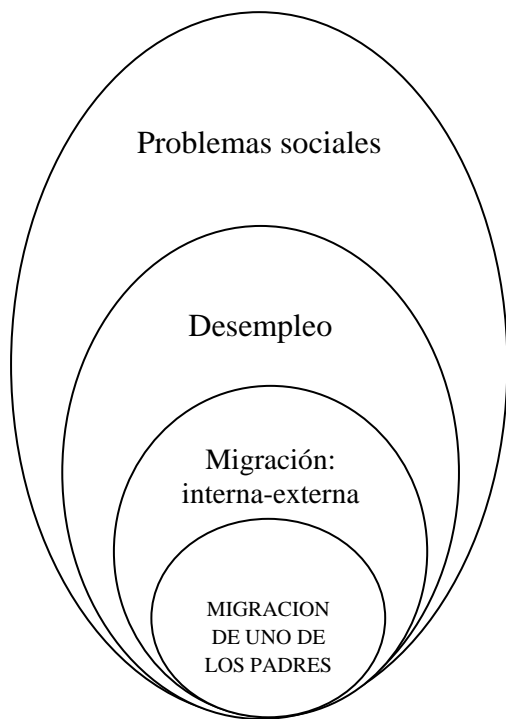 Problemas sociales
Desempleo
Migración:
interna-externa
MIGRACION
DE UNO DE
LOS PADRES